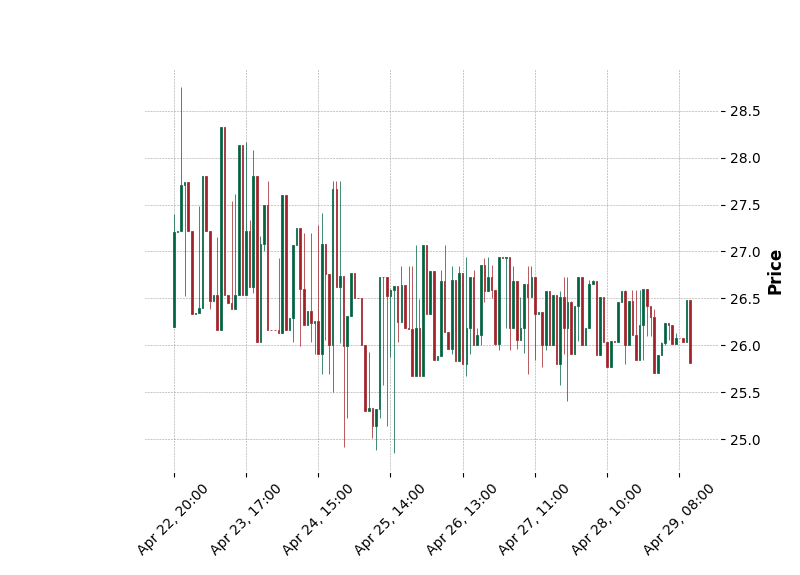 28.5
28.0
27.5
27.0
26.5
26.0
25.5
25.0
Price
Apr 22, 20:00
Apr 23, 17:00
Apr 24, 15:00
Apr 25, 14:00
Apr 26, 13:00
Apr 27, 11:00
Apr 28, 10:00
Apr 29, 08:00